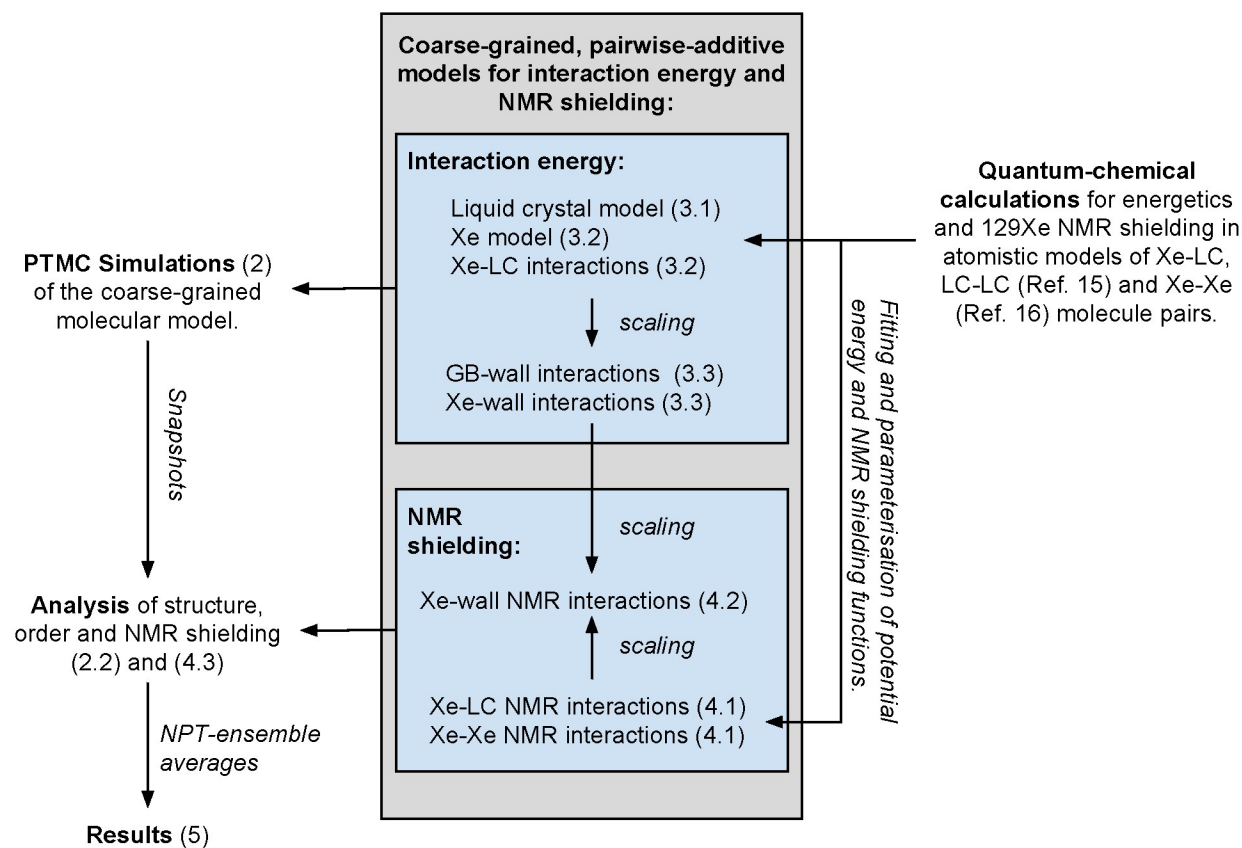 Coarse-grained, pairwise-additive
models for interaction energy and
NMR shielding:
Interaction energy:
Liquid crystal model (3.1)
Xe model (3.2)
Xe-LC interactions (3.2)
scaling
GB-wall interactions (3.3)
Xe-wall interactions (3.3)
scaling
NMR
shielding:
Xe-wall NMR interactions (4.2)
scaling
Xe-LC NMR interactions (4.1)
Xe-Xe NMR interactions (4.1)
Quantum-chemical
calculations for energetics
and 129Xe NMR shielding in
atomistic models of Xe-LC,
LC-LC (Ref. 15) and Xe-Xe
(Ref. 16) molecule pairs.
Fitting and parameterisation of potential
energy and NMR shielding functions.
PTMC Simulations (2)
of the coarse-grained
molecular model.
Snapshots
Analysis of structure,
order and NMR shielding
(2.2) and (4.3)
NPT-ensemble
averages
Results (5)